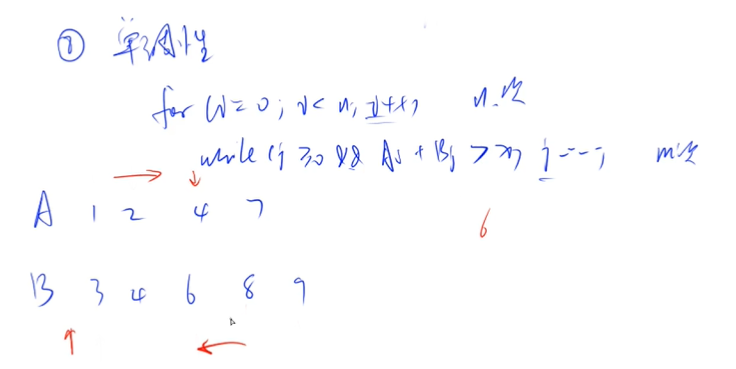 ② 单调性
for (i=0; i<n; i++) n次
while (j≥0 && Ai + Bj > x) j--; m次
A 1 2 4 7
6
B 3 4 6 8 9